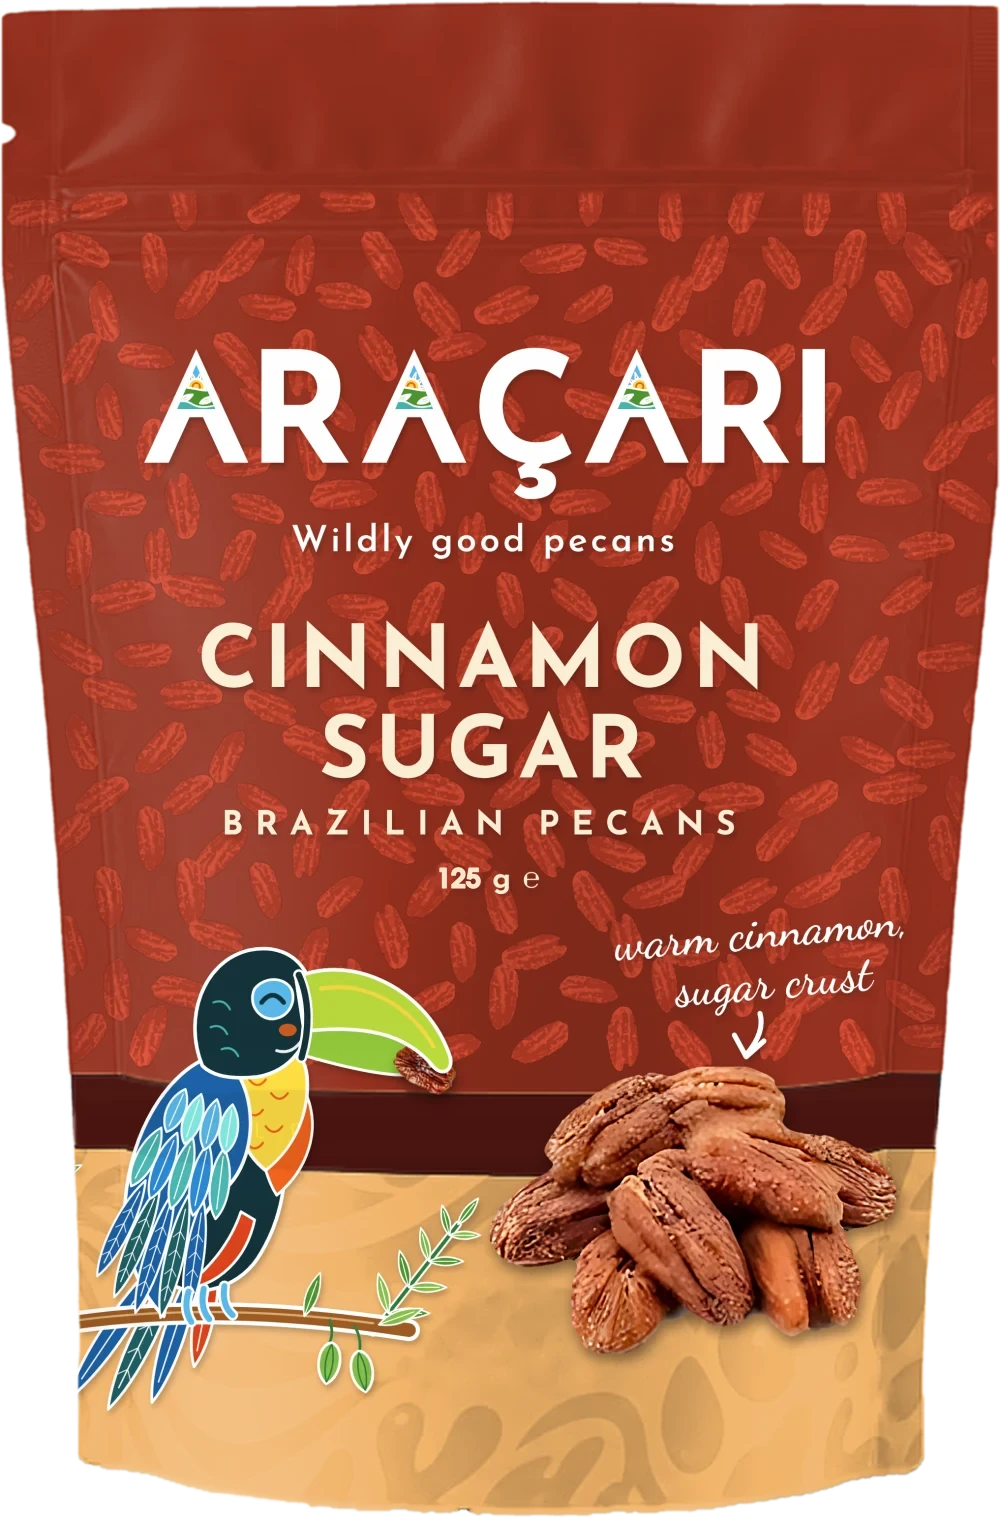 ARAÇARI
Wildly good pecans
CINNAMON
SUGAR
BRAZILIAN PECANS
125 g ℮
warm cinnamon,
sugar crust